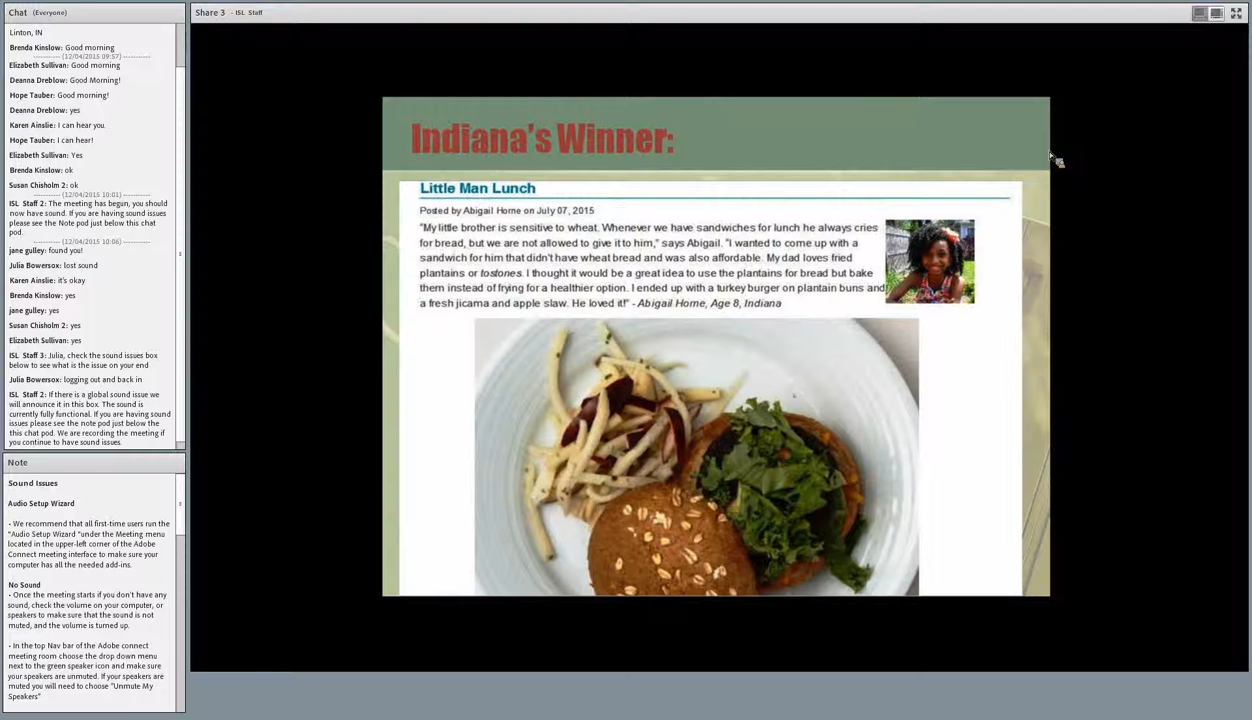 Chat (Everyone)
Linton, IN
Brenda Kinslow: Good morning
----------- (12/04/2015 09:57) -----------
Elizabeth Sullivan: Good morning
Deanna Dreblow: Good Morning!
Hope Tauber: Good morning!
Deanna Dreblow: yes
Karen Ainslie: I can hear you.
Hope Tauber: I can hear!
Elizabeth Sullivan: Yes
Brenda Kinslow: ok
Susan Chisholm 2: ok
----------- (12/04/2015 10:01) -----------
ISL Staff 2: The meeting has begun, you should
now have sound. If you are having sound issues
please see the Note pod just below this chat
pod.
----------- (12/04/2015 10:06) -----------
jane gulley: found you!
Julia Bowersox: lost sound
Karen Ainslie: it's okay
Brenda Kinslow: yes
jane gulley: yes
Susan Chisholm 2: yes
Elizabeth Sullivan: yes
ISL Staff 3: Julia, check the sound issues box
below to see what is the issue on your end
Julia Bowersox: logging out and back in
ISL Staff 2: If there is a global sound issue we
will announce it in this box. The sound is
currently fully functional. If you are having sound
issues please see the note pod just below the
this chat pod. We are recording the meeting if
you continue to have sound issues.
Note
Sound Issues
Audio Setup Wizard
• We recommend that all first-time users run the
"Audio Setup Wizard "under the Meeting menu
located in the upper-left corner of the Adobe
Connect meeting interface to make sure your
computer has all the needed add-ins.
No Sound
• Once the meeting starts if you don't have any
sound, check the volume on your computer, or
speakers to make sure that the sound is not
muted, and the volume is turned up.
• In the top Nav bar of the Adobe connect
meeting room choose the drop down menu
next to the green speaker icon and make sure
your speakers are unmuted. If your speakers are
muted you will need to choose "Unmute My
Speakers"
Share 3 - ISL Staff
Indiana's Winner:
Little Man Lunch
Posted by Abigail Horne on July 07, 2015
"My little brother is sensitive to wheat. Whenever we have sandwiches for lunch he always cries
for bread, but we are not allowed to give it to him," says Abigail. "I wanted to come up with a
sandwich for him that didn't have wheat bread and was also affordable. My dad loves fried
plantains or tostones. I thought it would be a great idea to use the plantains for bread but bake
them instead of frying for a healthier option. I ended up with a turkey burger on plantain buns and
a fresh jicama and apple slaw. He loved it!" - Abigail Horne, Age 8, Indiana